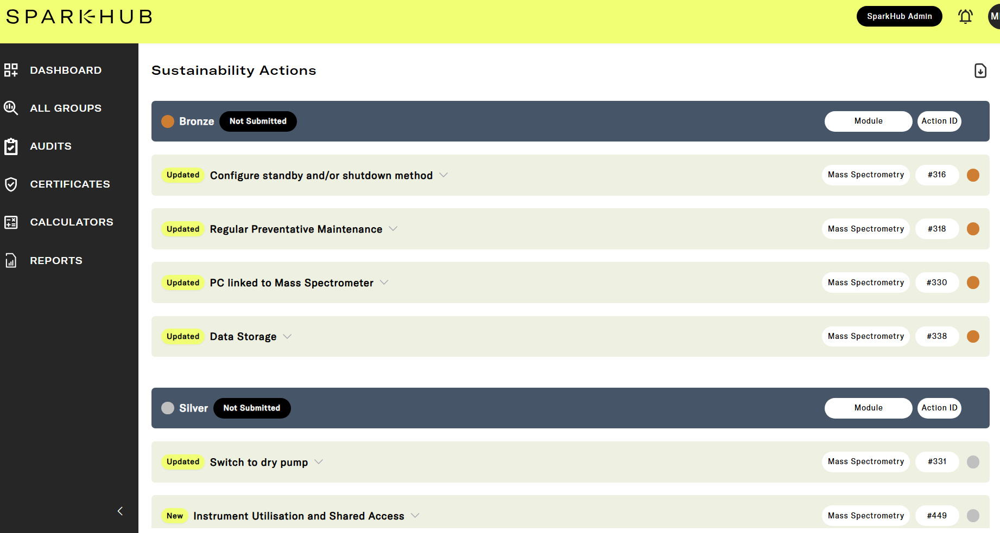 SPARKHUB
SparkHub Admin
DASHBOARD
ALL GROUPS
AUDITS
CERTIFICATES
CALCULATORS
REPORTS
Sustainability Actions
Bronze Not Submitted Module Action ID
Updated Configure standby and/or shutdown method Mass Spectrometry #316
Updated Regular Preventative Maintenance Mass Spectrometry #318
Updated PC linked to Mass Spectrometer Mass Spectrometry #330
Updated Data Storage Mass Spectrometry #338
Silver Not Submitted Module Action ID
Updated Switch to dry pump Mass Spectrometry #331
New Instrument Utilisation and Shared Access Mass Spectrometry #449